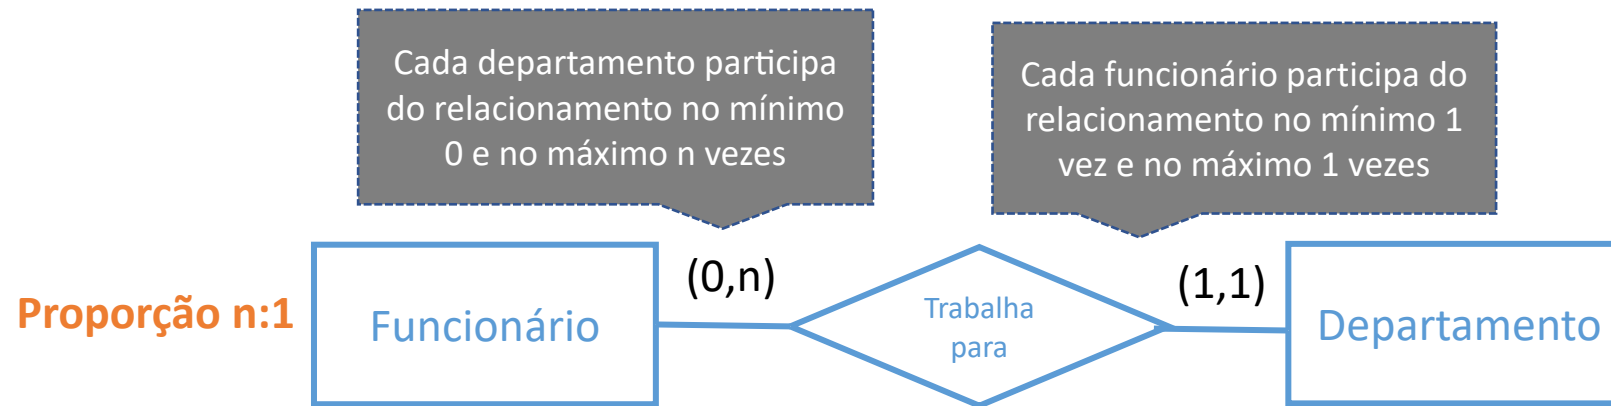 Cada departamento participa
do relacionamento no mínimo
0 e no máximo n vezes
Cada funcionário participa do
relacionamento no mínimo 1
vez e no máximo 1 vezes
Proporção n:1
Funcionário
(0,n)
Trabalha
para
(1,1)
Departamento